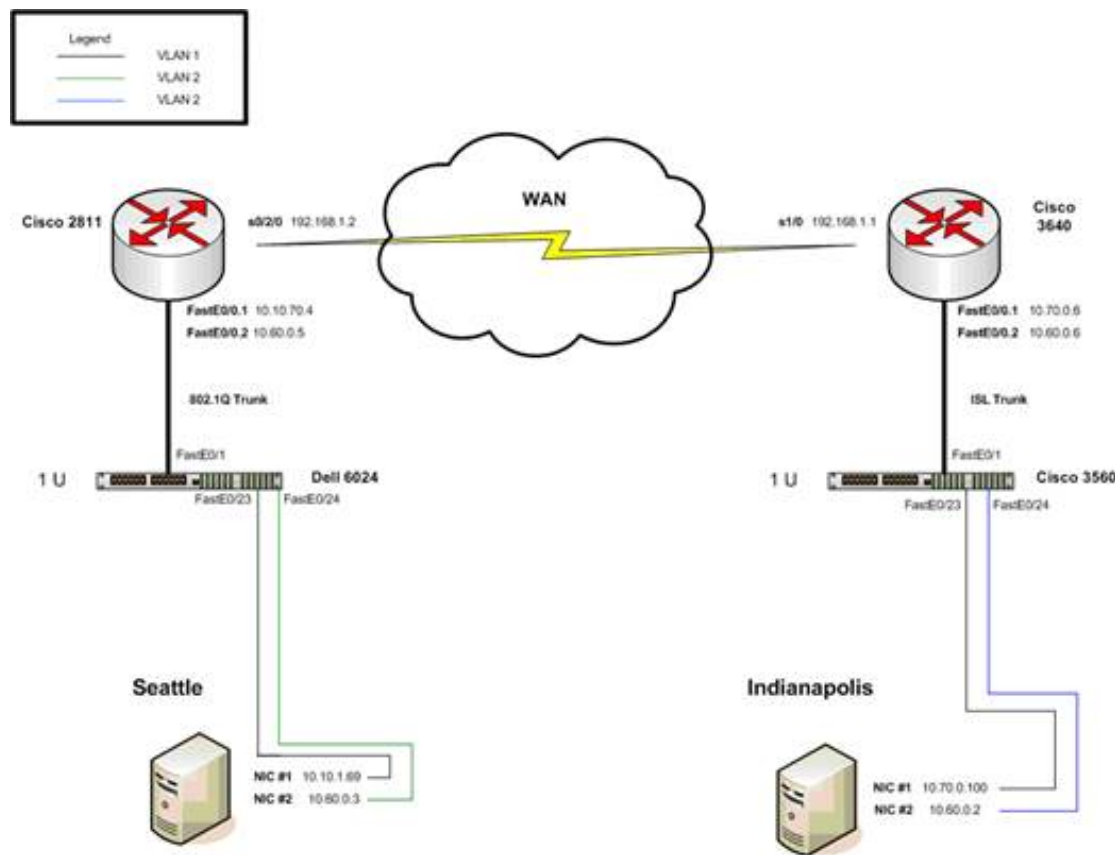 Legend
VLAN 1
VLAN 2
VLAN 2
WAN
Cisco 2811
s0/2/0 192.168.1.2
s1/0 192.168.1.1
Cisco
3640
FastE0/0.1 10.10.70.4
FastE0/0.2 10.60.0.5
FastE0/0.1 10.70.0.6
FastE0/0.2 10.60.0.6
802.1Q Trunk
ISL Trunk
FastE0/1
FastE0/1
1 U
Dell 6024
1 U
Cisco 3560
FastE0/23
FastE0/24
FastE0/23
FastE0/24
Seattle
Indianapolis
NIC #1 10.10.1.69
NIC #2 10.60.0.3
NIC #1 10.70.0.100
NIC #2 10.60.0.2